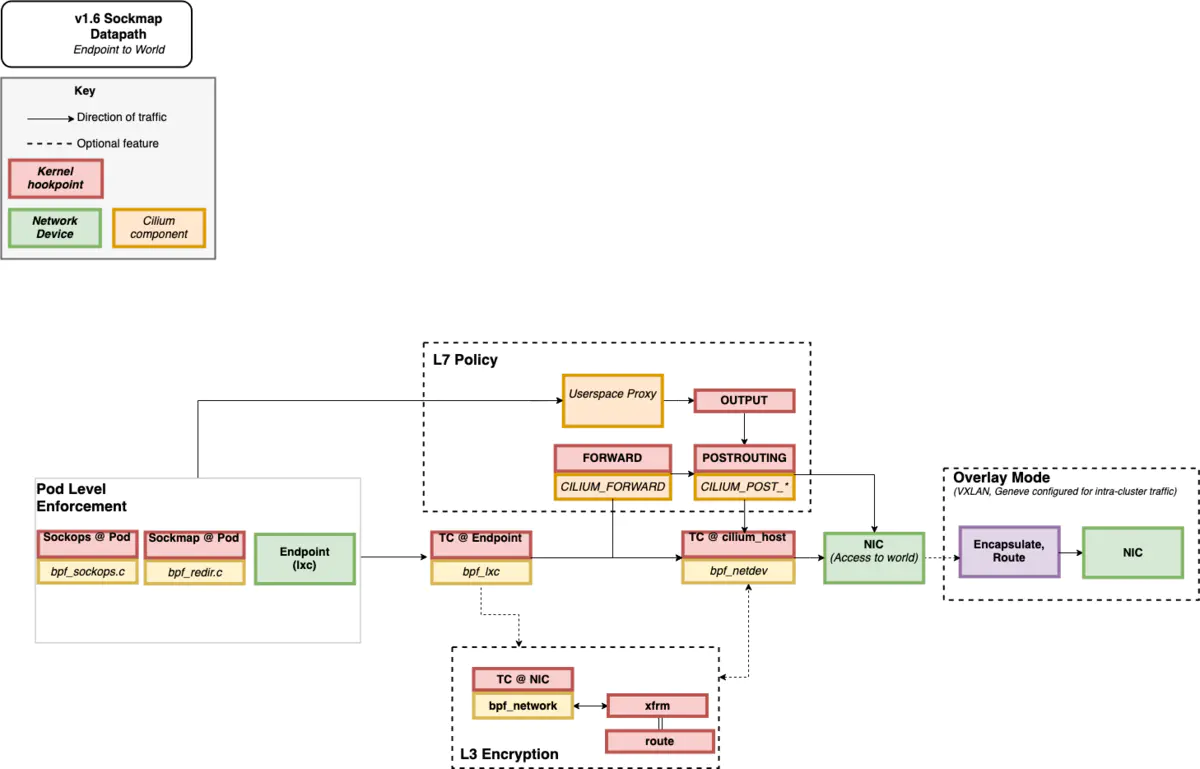 v1.6 Sockmap
Datapath
Endpoint to World
Key
Direction of traffic
Optional feature
Kernel
hookpoint
Network
Device
Cilium
component
L7 Policy
Userspace Proxy
OUTPUT
FORWARD
CILIUM_FORWARD
POSTROUTING
CILIUM_POST_*
Pod Level
Enforcement
Sockops @ Pod
bpf_sockops.c
Sockmap @ Pod
bpf_redir.c
Endpoint
(lxc)
TC @ Endpoint
bpf_lxc
TC @ cilium_host
bpf_netdev
NIC
(Access to world)
Overlay Mode
(VXLAN, Geneve configured for intra-cluster traffic)
Encapsulate,
Route
NIC
TC @ NIC
bpf_network
xfrm
route
L3 Encryption